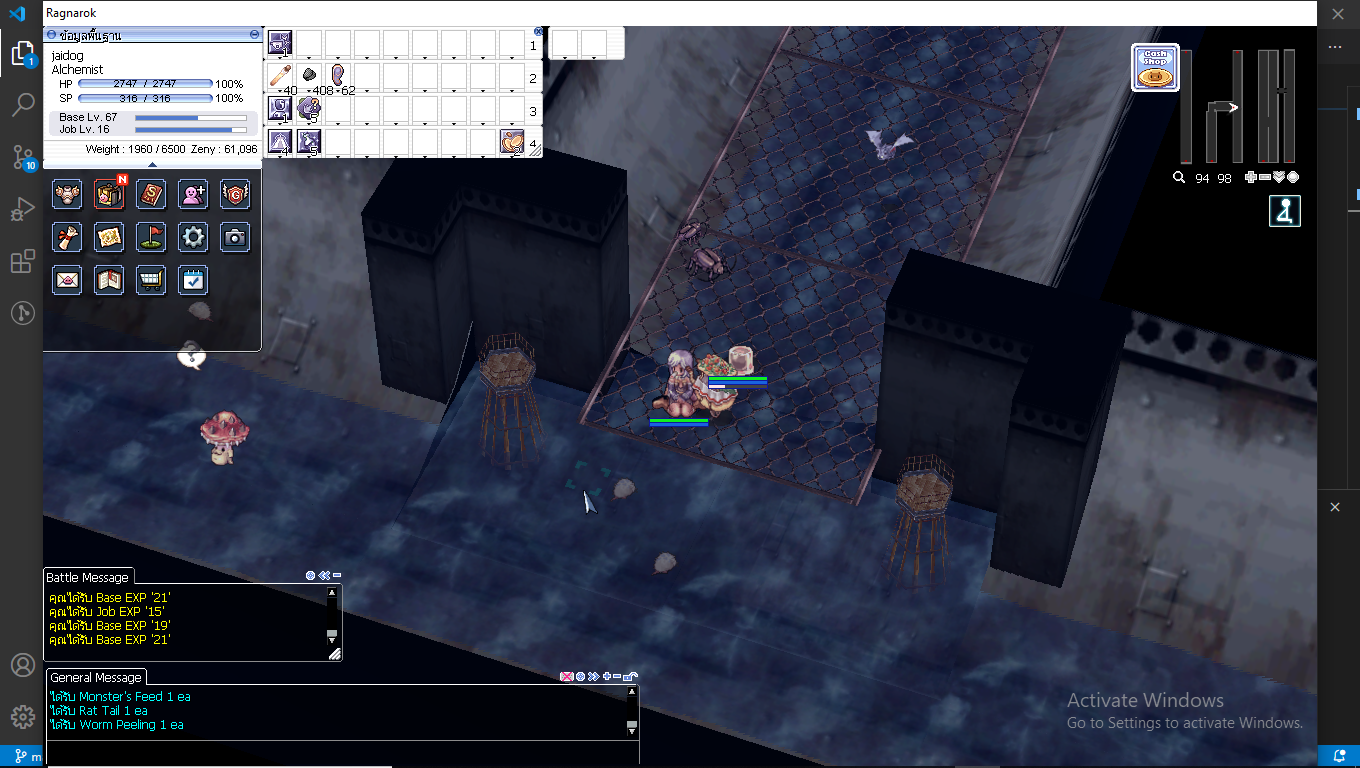 Ragnarok
ข้อมูลพื้นฐาน
jaidog
Alchemist
HP 2747 / 2747 100%
SP 316 / 316 100%
Base Lv. 67
Job Lv. 16
Weight : 1960 / 6500 Zeny : 61,096
1
1
40 408 62
2
1 5
3
5
4
N
Cash
Shop
94 98
1
10
Battle Message
คุณได้รับ Base EXP '21'
คุณได้รับ Job EXP '15'
คุณได้รับ Base EXP '19'
คุณได้รับ Base EXP '21'
General Message
ได้รับ Monster's Feed 1 ea
ได้รับ Rat Tail 1 ea
ได้รับ Worm Peeling 1 ea
Activate Windows
Go to Settings to activate Windows.
m